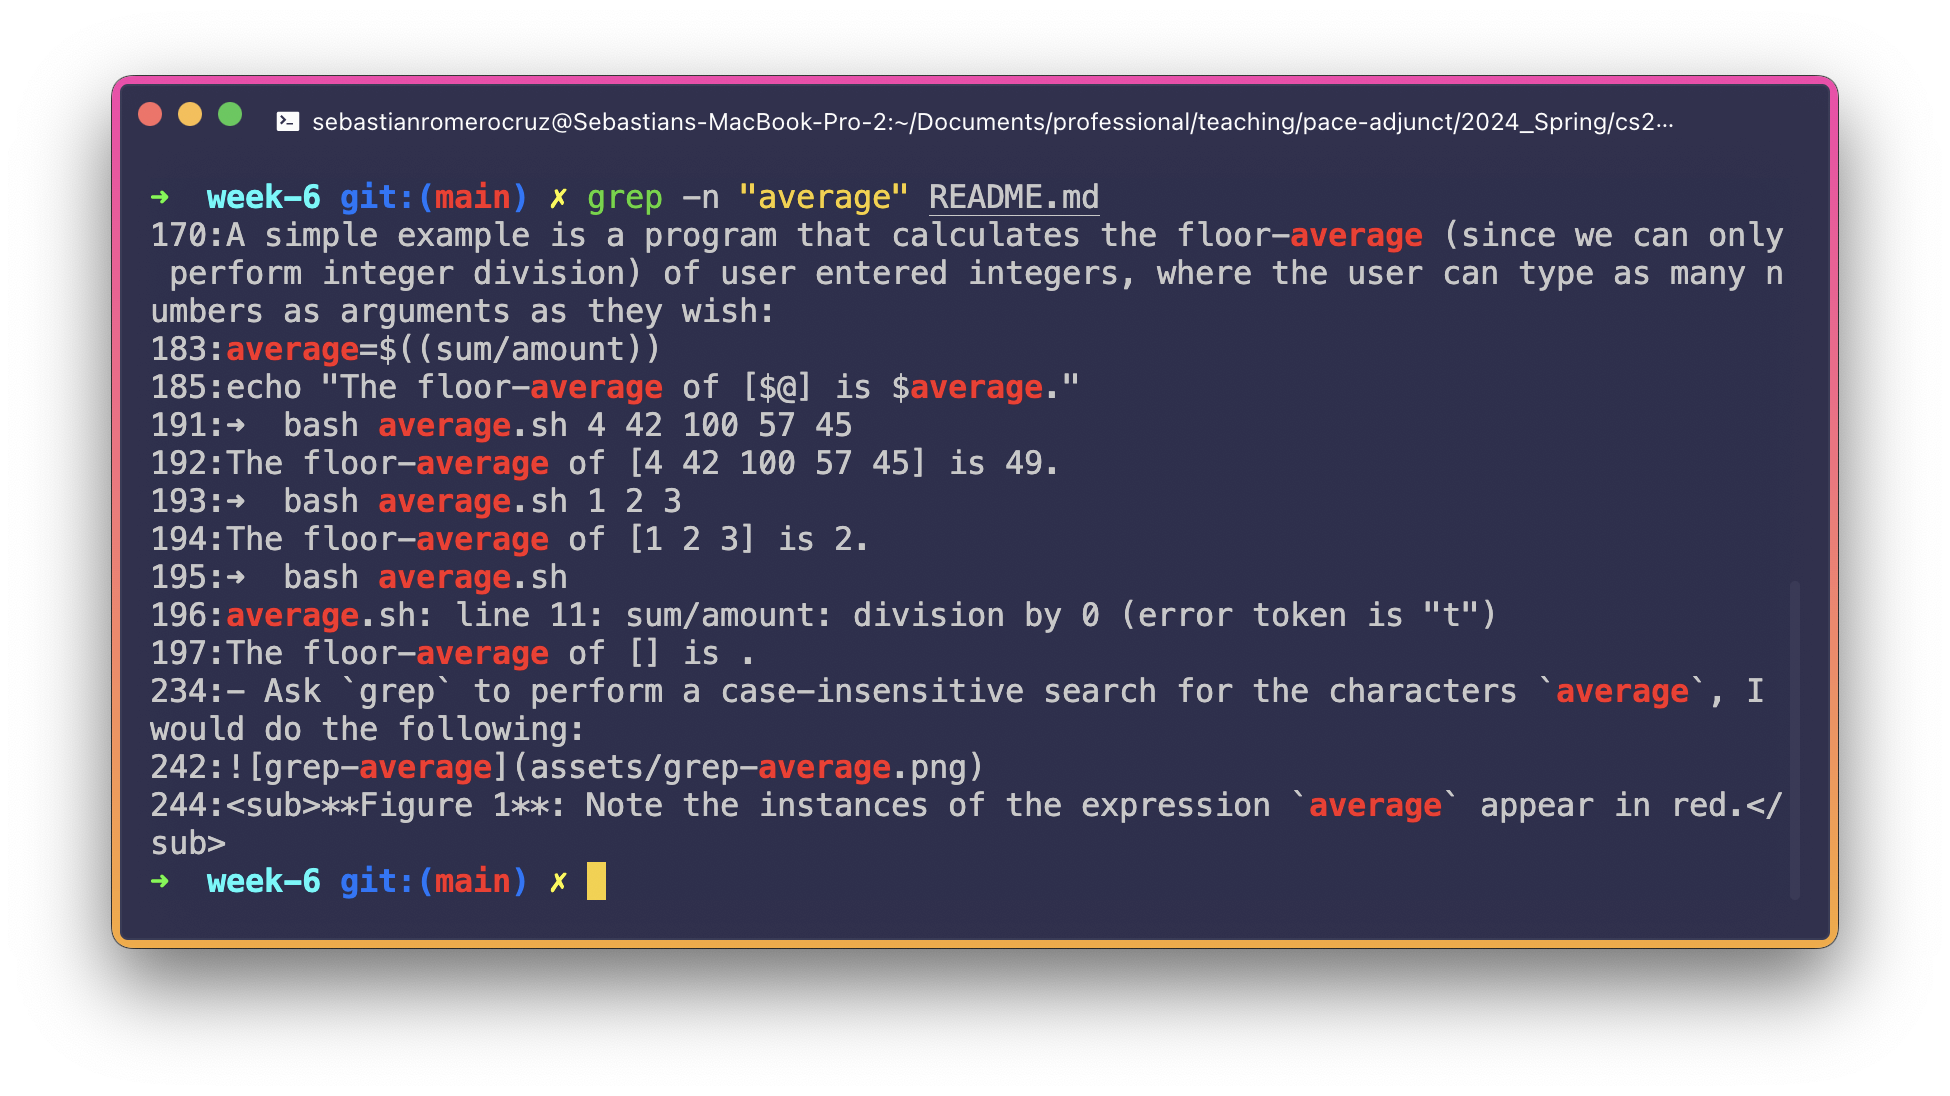 sebastianromerocruz@Sebastians-MacBook-Pro-2:~/Documents/professional/teaching/pace-adjunct/2024_Spring/cs2…
➜  week-6 git:(main) ✗ grep -n "average" README.md
170:A simple example is a program that calculates the floor-average (since we can only
 perform integer division) of user entered integers, where the user can type as many n
umbers as arguments as they wish:
183:average=$((sum/amount))
185:echo "The floor-average of [$@] is $average."
191:➜  bash average.sh 4 42 100 57 45
192:The floor-average of [4 42 100 57 45] is 49.
193:➜  bash average.sh 1 2 3
194:The floor-average of [1 2 3] is 2.
195:➜  bash average.sh
196:average.sh: line 11: sum/amount: division by 0 (error token is "t")
197:The floor-average of [] is .
234:- Ask `grep` to perform a case-insensitive search for the characters `average`, I
would do the following:
242:![grep-average](assets/grep-average.png)
244:<sub>**Figure 1**: Note the instances of the expression `average` appear in red.</
sub>
➜  week-6 git:(main) ✗